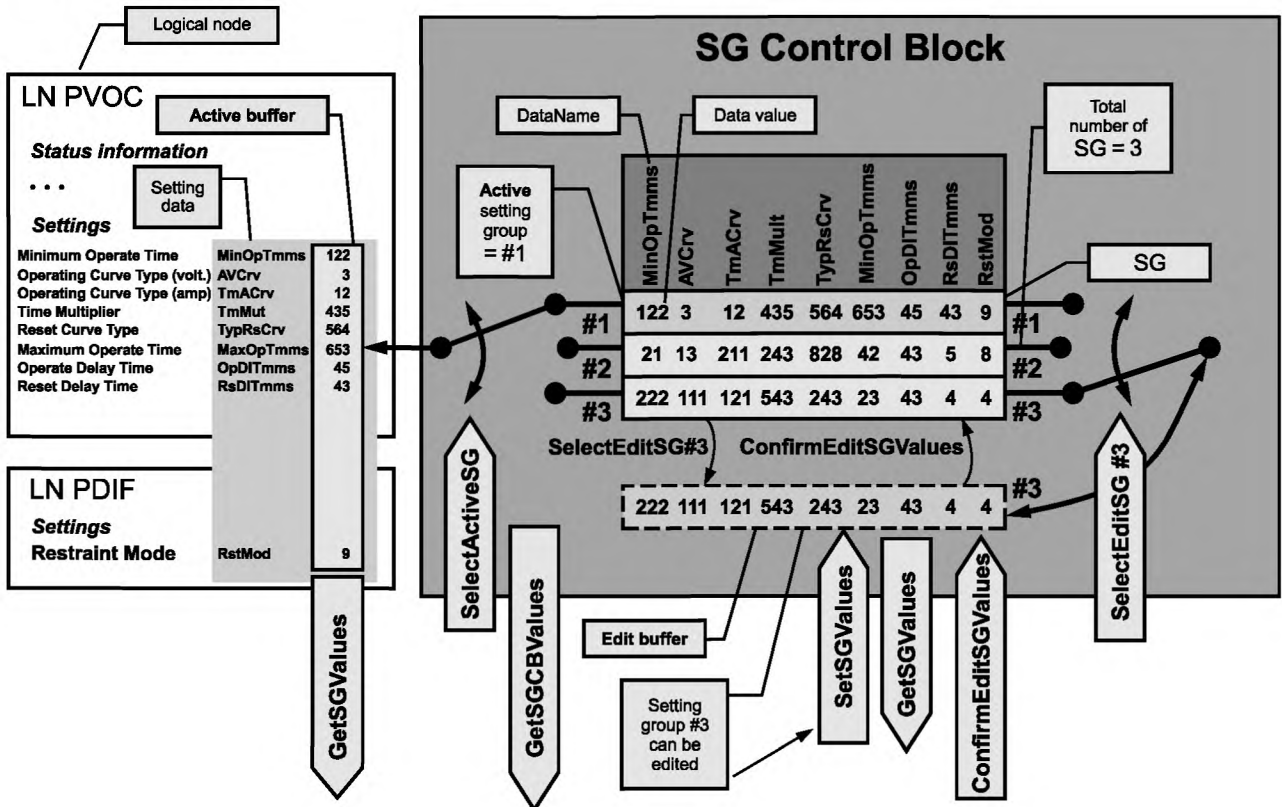 Logical node
SG Control Block
LN PVOC
Active buffer
Status information
. . .
Setting
data
Settings
Minimum Operate Time MinOpTmms 122
Operating Curve Type (volt.) AVCrv 3
Operating Curve Type (amp) TmACrv 12
Time Multiplier TmMut 435
Reset Curve Type TypRsCrv 564
Maximum Operate Time MaxOpTmms 653
Operate Delay Time OpDITmms 45
Reset Delay Time RsDITmms 43
LN PDIF
Settings
Restraint Mode RstMod 9
GetSGValues
DataName
Data value
Total
number of
SG = 3
Active
setting
group
= #1
MinOpTmms
AVCrv
TmACrv
TmMult
TypRsCrv
MinOpTmms
OpDITmms
RsDITmms
RstMod
SG
#1 122 3 12 435 564 653 45 43 9 #1
#2 21 13 211 243 828 42 43 5 8 #2
#3 222 111 121 543 243 23 43 4 4 #3
SelectEditSG#3
ConfirmEditSGValues
222 111 121 543 243 23 43 4 4 #3
SelectActiveSG
GetSGCBValues
Edit buffer
Setting
group #3
can be
edited
SetSGValues
GetSGValues
ConfirmEditSGValues
SelectEditSG #3